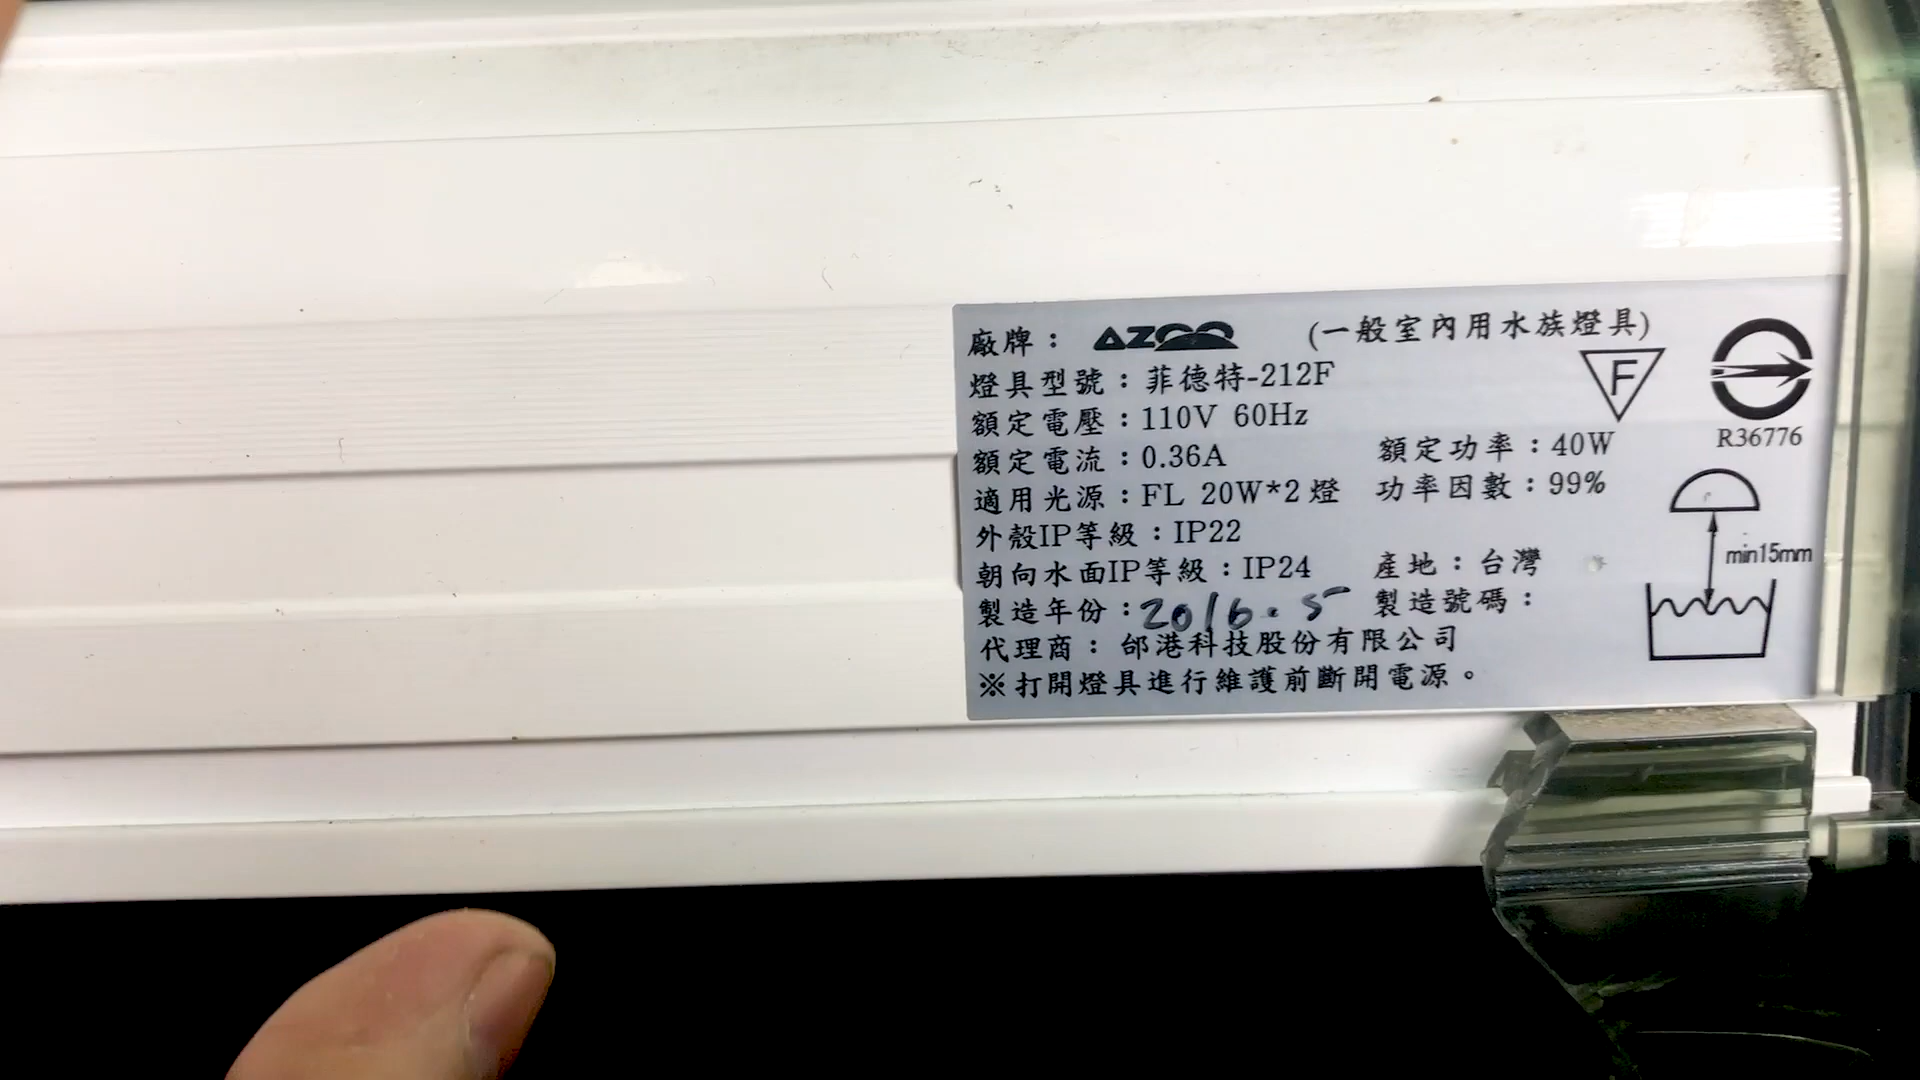 廠牌： AZOO (一般室內用水族燈具)
燈具型號：菲德特-212F
F
R36776
額定電壓：110V 60Hz
額定電流：0.36A 額定功率：40W
適用光源：FL 20W*2燈 功率因數：99%
外殼IP等級：IP22
min15mm
朝向水面IP等級：IP24 產地：台灣
製造年份：2016.5 製造號碼：
代理商：邰港科技股份有限公司
※打開燈具進行維護前斷開電源。